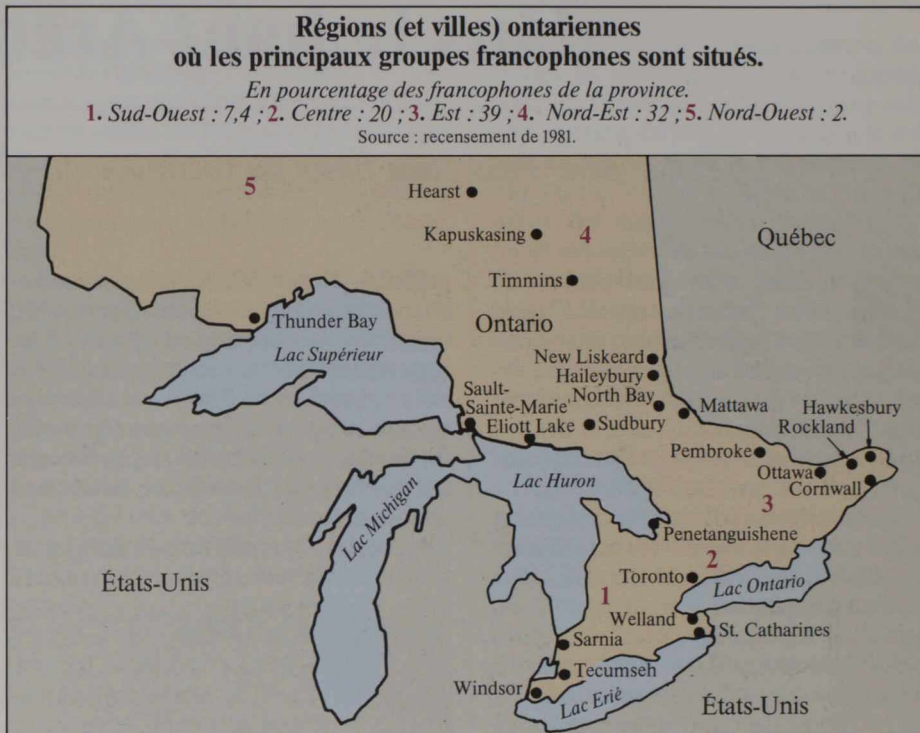 Régions (et villes) ontariennes
où les principaux groupes francophones sont situés.
En pourcentage des francophones de la province.
1. Sud-Ouest : 7,4 ; 2. Centre : 20 ; 3. Est : 39 ; 4. Nord-Est : 32 ; 5. Nord-Ouest : 2.
Source : recensement de 1981.
5
Hearst
Kapuskasing
4
Québec
Timmins
Thunder Bay
Ontario
Lac Supérieur
New Liskeard
Haileybury
North Bay
Mattawa
Sault-
Sainte-Marie
Eliott Lake
Sudbury
Hawkesbury
Rockland
Pembroke
Ottawa
Cornwall
Lac Huron
Lac Michigan
3
Penetanguishene
États-Unis
2
Toronto
Lac Ontario
1
Welland
St. Catharines
Sarnia
Tecumseh
Windsor
Lac Erié
États-Unis